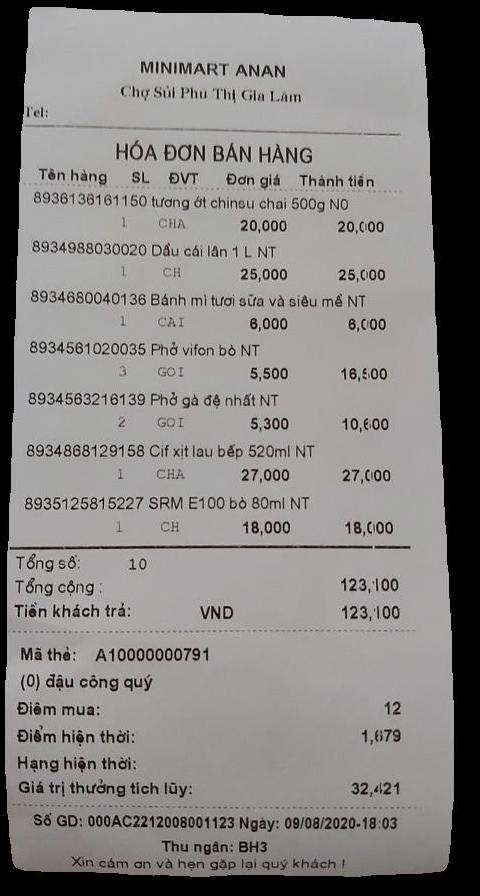 MINIMART ANAN
Chợ Sủi Phú Thị Gia Lâm
Tel:
HÓA ĐƠN BÁN HÀNG
Tên hàng SL ĐVT Đơn giá Thành tiền
8936136161150 tương ớt chinsu chai 500g N0
1 CHA 20,000 20,000
8934988030020 Dầu cái lân 1 L NT
1 CH 25,000 25,000
8934680040136 Bánh mì tươi sữa và siêu mề NT
1 CAI 6,000 6,000
8934561020035 Phở vifon bò NT
3 GOI 5,500 16,500
8934563216139 Phở gà đệ nhất NT
2 GOI 5,300 10,600
8934868129158 Cif xịt lau bếp 520ml NT
1 CHA 27,000 27,000
8935125815227 SRM E100 bò 80ml NT
1 CH 18,000 18,000
Tổng số: 10
Tổng cộng : 123,100
Tiền khách trả: VND 123,100
Mã thẻ: A10000000791
(0) đậu công quý
Điểm mua: 12
Điểm hiện thời: 1,679
Hạng hiện thời:
Giá trị thưởng tích lũy: 32,421
Số GD: 000AC2212008001123 Ngày: 09/08/2020-18:03
Thu ngân: BH3
Xin cám ơn và hẹn gặp lại quý khách !